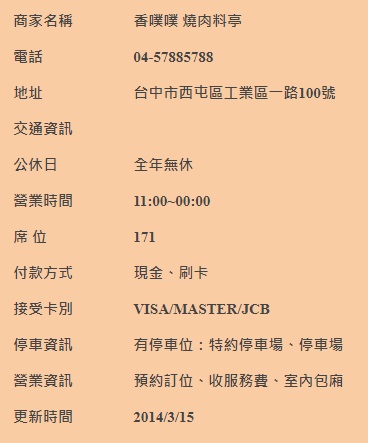 商家名稱 香噗噗 燒肉料亭
電話 04-57885788
地址 台中市西屯區工業區一路100號
交通資訊
公休日 全年無休
營業時間 11:00~00:00
席 位 171
付款方式 現金、刷卡
接受卡別 VISA/MASTER/JCB
停車資訊 有停車位：特約停車場、停車場
營業資訊 預約訂位、收服務費、室內包廂
更新時間 2014/3/15